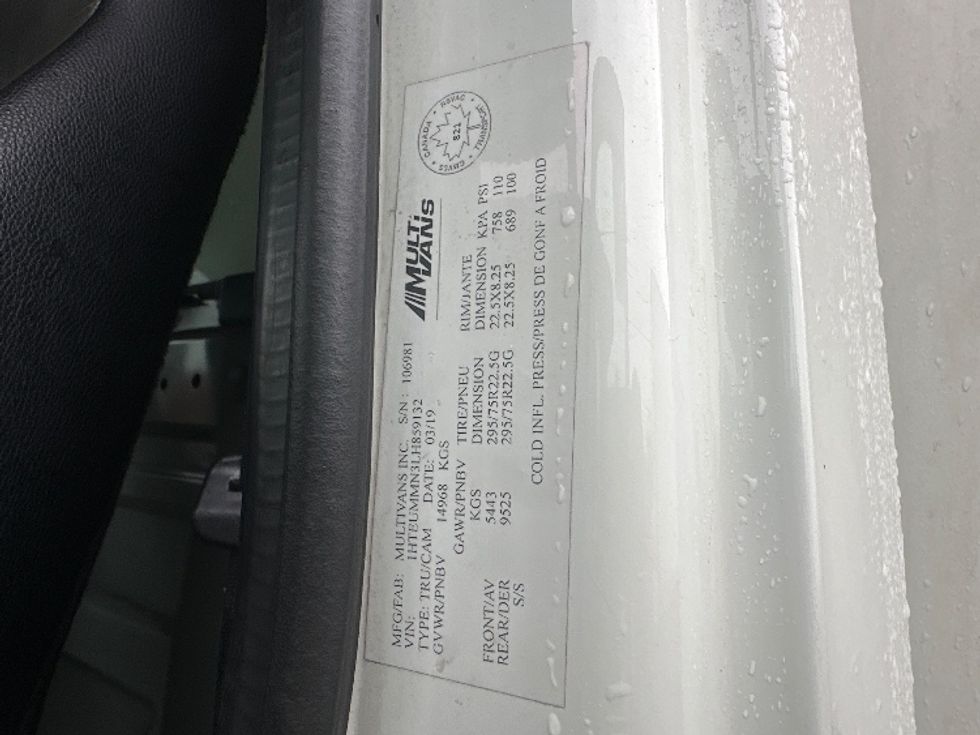 MFG/FAB: MULTIVANS INC. S/N: 106981
VIN: 1HTEUMMN3LH859132
TYPE: TRU/CAM DATE: 03/19
GVWR/PNBV 14968 KGS
MULTI
VANS
CANADA • NSVAC • TRANSPORT • CMVSS •
821
GAWR/PNBV TIRE/PNEU RIM/JANTE
KGS DIMENSION DIMENSION KPA PSI
FRONT/AV 5443 295/75R22.5G 22.5X8.25 758 110
REAR/DER 9525 295/75R22.5G 22.5X8.25 689 100
S/S
COLD INFL. PRESS/PRESS DE GONF A FROID